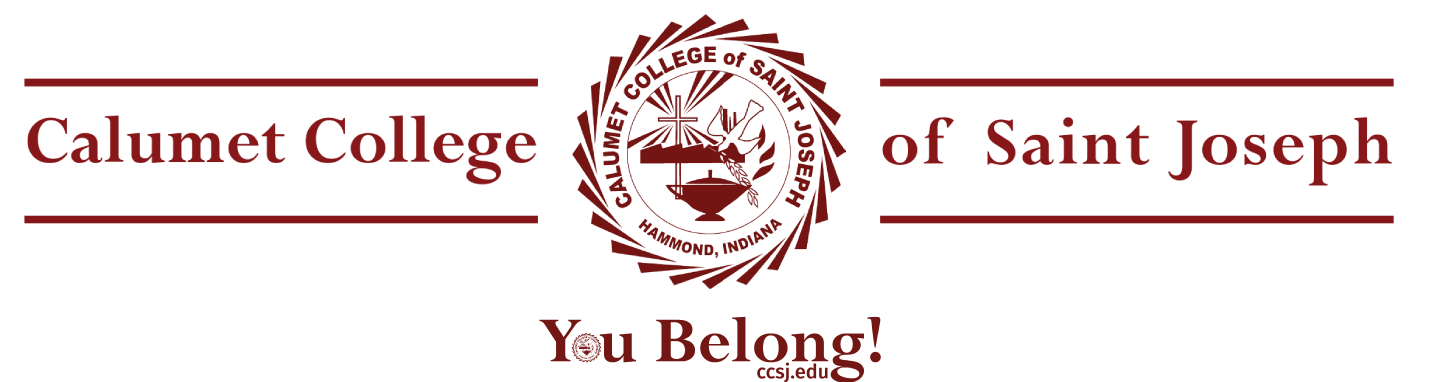 Calumet College
CALUMET COLLEGE of SAINT JOSEPH
HAMMOND, INDIANA
of Saint Joseph
You Belong!
ccsj.edu